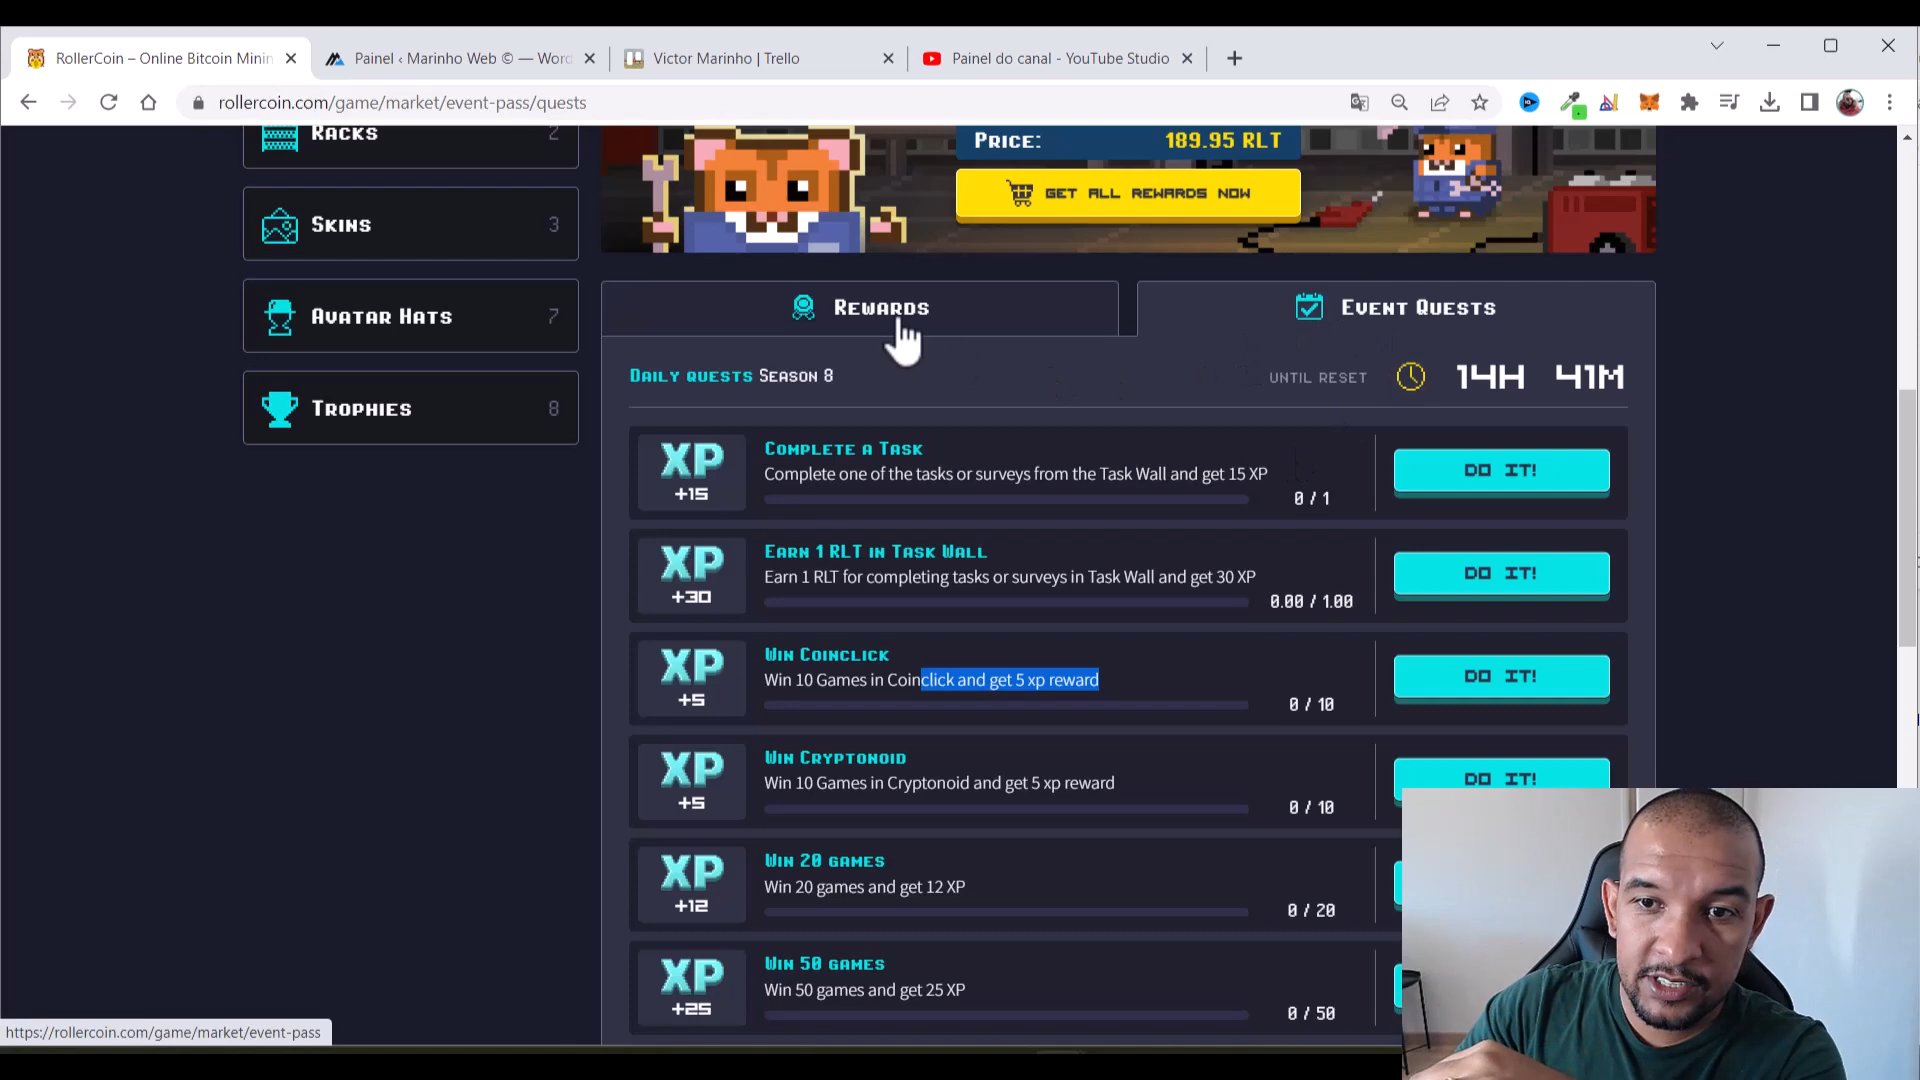 RollerCoin – Online Bitcoin Minin
Painel ‹ Marinho Web © — Word
Victor Marinho | Trello
Painel do canal - YouTube Studio
rollercoin.com/game/market/event-pass/quests
Racks 2
Price: 189.95 RLT
Get all rewards now
Skins 3
Avatar Hats 7
Trophies 8
Rewards
Event Quests
Daily quests Season 8
UNTIL RESET 14H 41M
XP +15
Complete a Task
Complete one of the tasks or surveys from the Task Wall and get 15 XP
0 / 1
DO IT!
XP +30
Earn 1 RLT in Task Wall
Earn 1 RLT for completing tasks or surveys in Task Wall and get 30 XP
0.00 / 1.00
DO IT!
XP +5
Win Coinclick
Win 10 Games in Coinclick and get 5 xp reward
0 / 10
DO IT!
XP +5
Win Cryptonoid
Win 10 Games in Cryptonoid and get 5 xp reward
0 / 10
DO IT!
XP +12
Win 20 games
Win 20 games and get 12 XP
0 / 20
XP +25
Win 50 games
Win 50 games and get 25 XP
0 / 50
https://rollercoin.com/game/market/event-pass